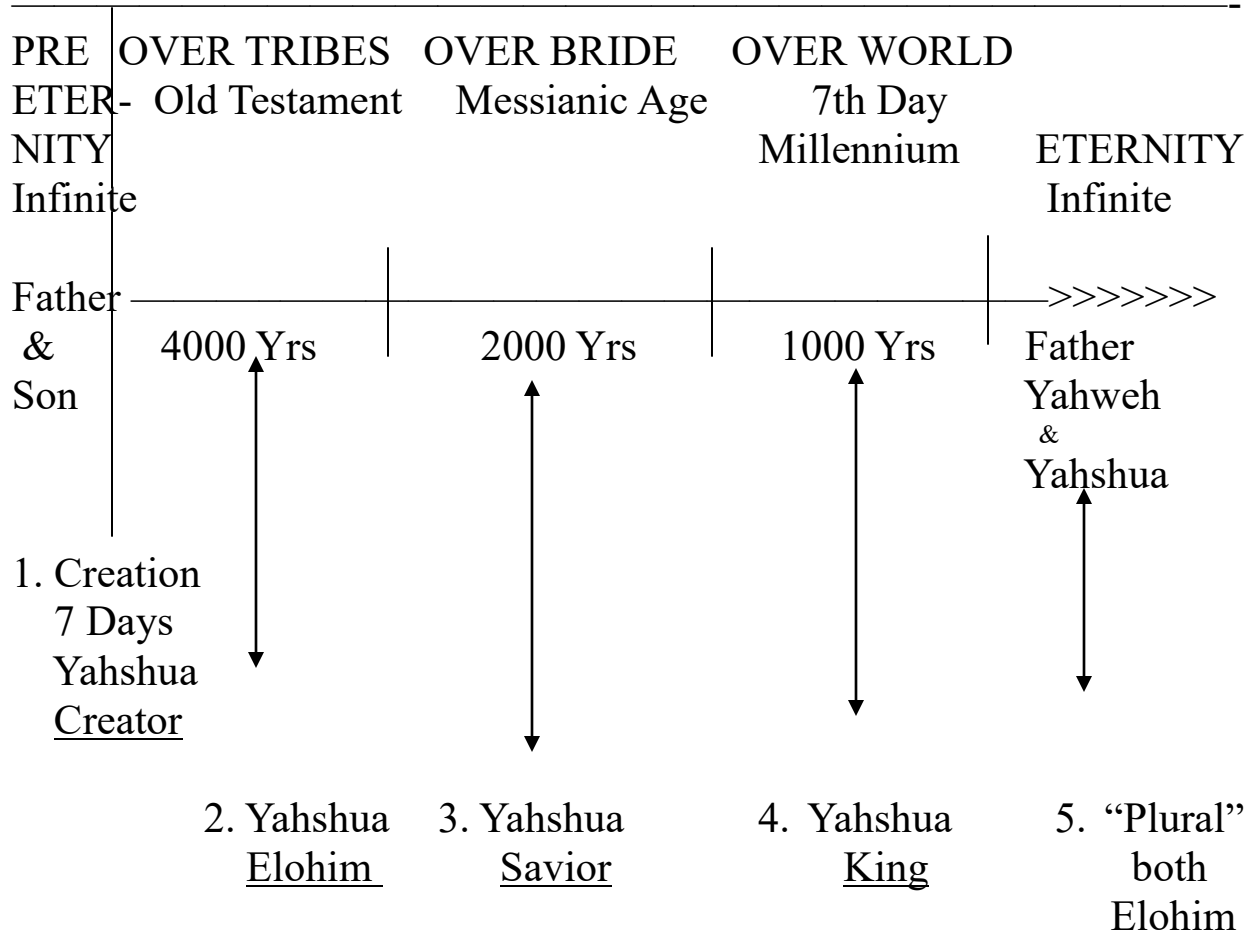 PRE OVER TRIBES OVER BRIDE OVER WORLD
ETER- Old Testament Messianic Age 7th Day
NITY Millennium ETERNITY
Infinite Infinite
Father >>>>>>>
& 4000 Yrs 2000 Yrs 1000 Yrs Father
Son Yahweh
&
Yahshua
1. Creation
7 Days
Yahshua
Creator
2. Yahshua 3. Yahshua 4. Yahshua 5. “Plural”
Elohim Savior King both
Elohim